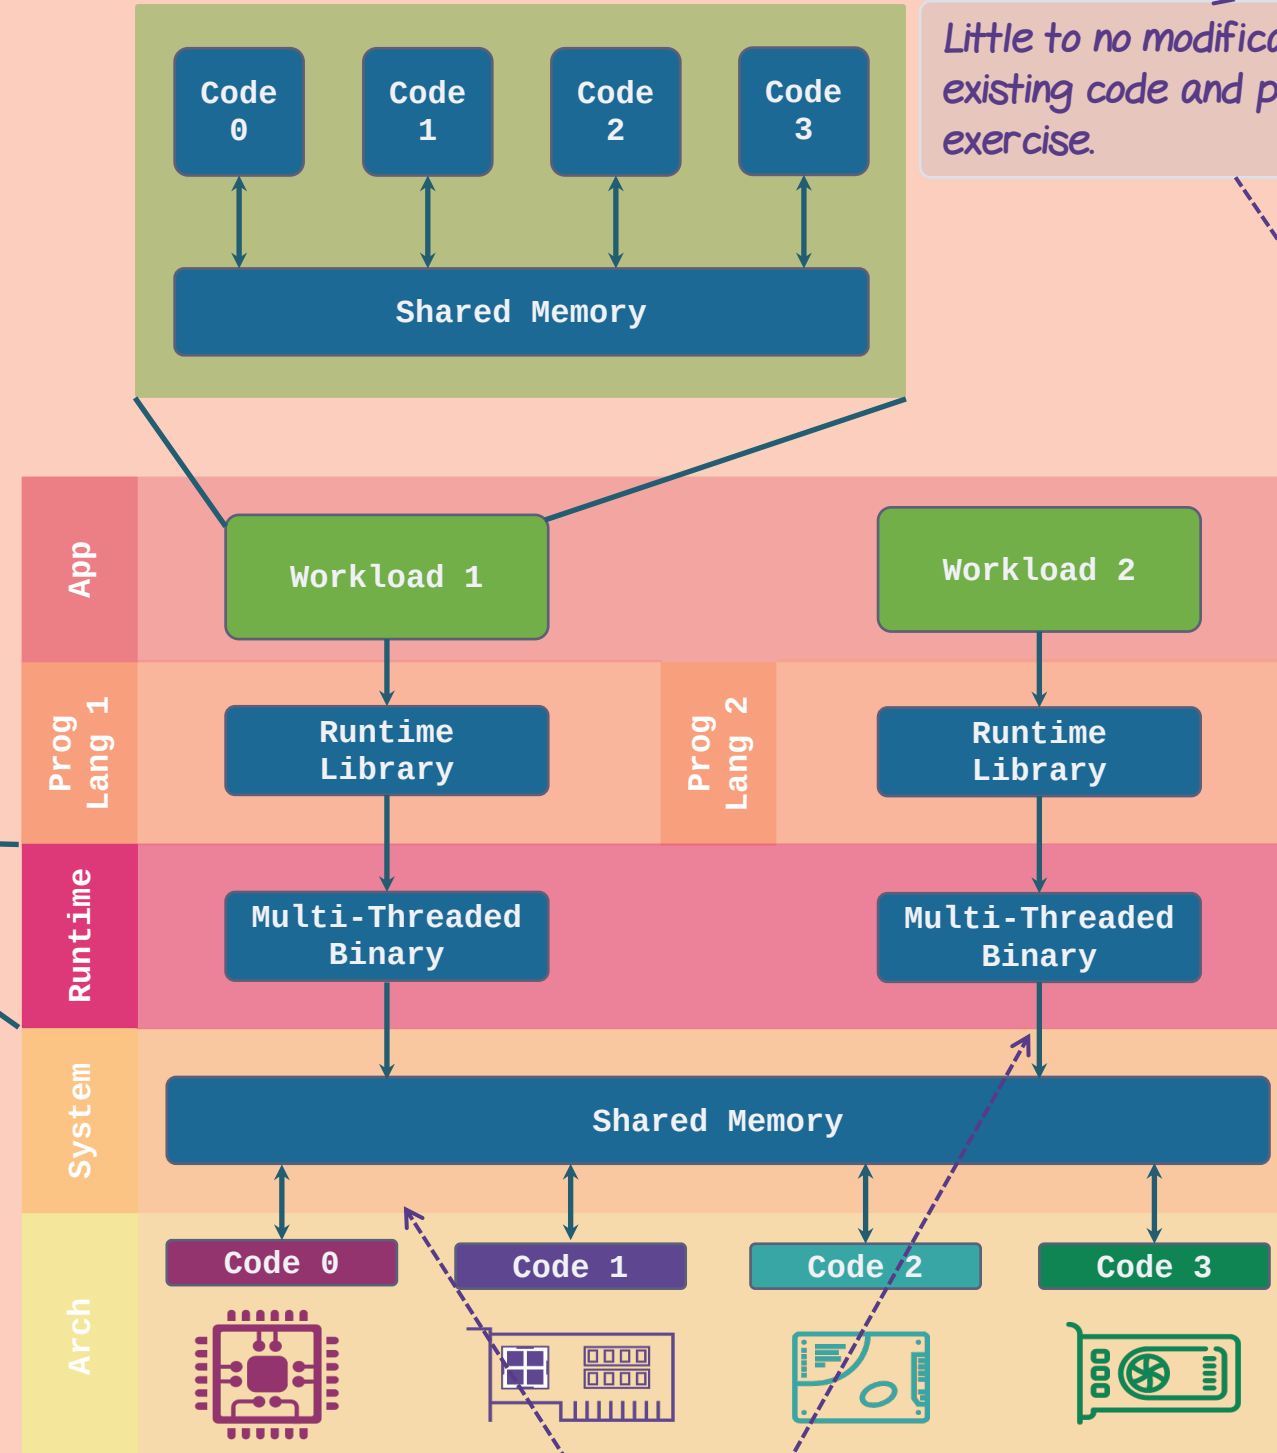 Little to no
existing code and
exercise.
Code
0
Code
1
Code
2
Code
3
Shared Memory
App
Workload 1
Workload 2
Prog
Lang 1
Runtime
Library
Prog
Lang 2
Runtime
Library
Runtime
Multi-Threaded
Binary
Multi-Threaded
Binary
System
Shared Memory
Arch
Code 0
Code 1
Code 2
Code 3